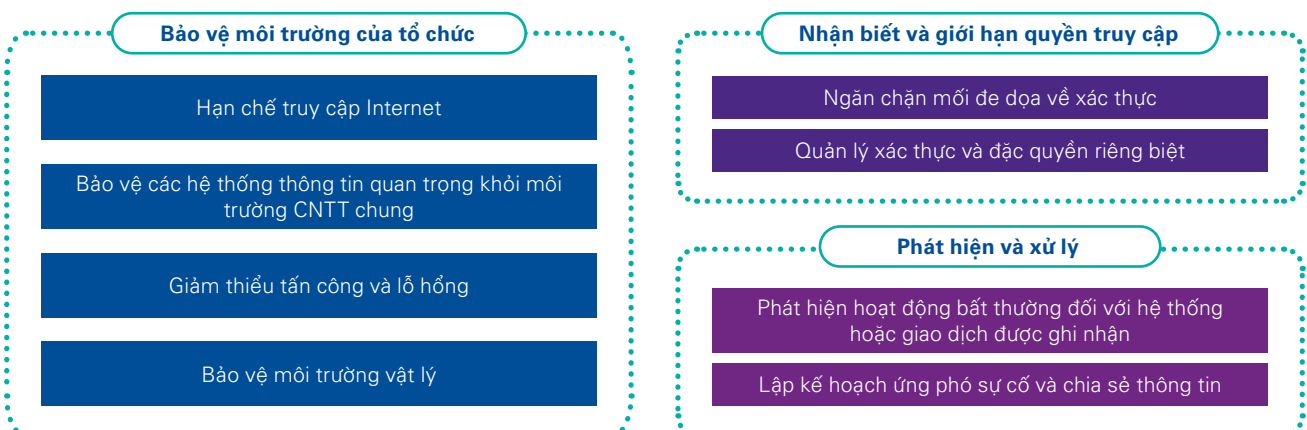 Bảo vệ môi trường của tổ chức
Hạn chế truy cập Internet
Bảo vệ các hệ thống thông tin quan trọng khỏi môi
trường CNTT chung
Giảm thiểu tấn công và lỗ hổng
Bảo vệ môi trường vật lý
Nhận biết và giới hạn quyền truy cập
Ngăn chặn mối đe dọa về xác thực
Quản lý xác thực và đặc quyền riêng biệt
Phát hiện và xử lý
Phát hiện hoạt động bất thường đối với hệ thống
hoặc giao dịch được ghi nhận
Lập kế hoạch ứng phó sự cố và chia sẻ thông tin